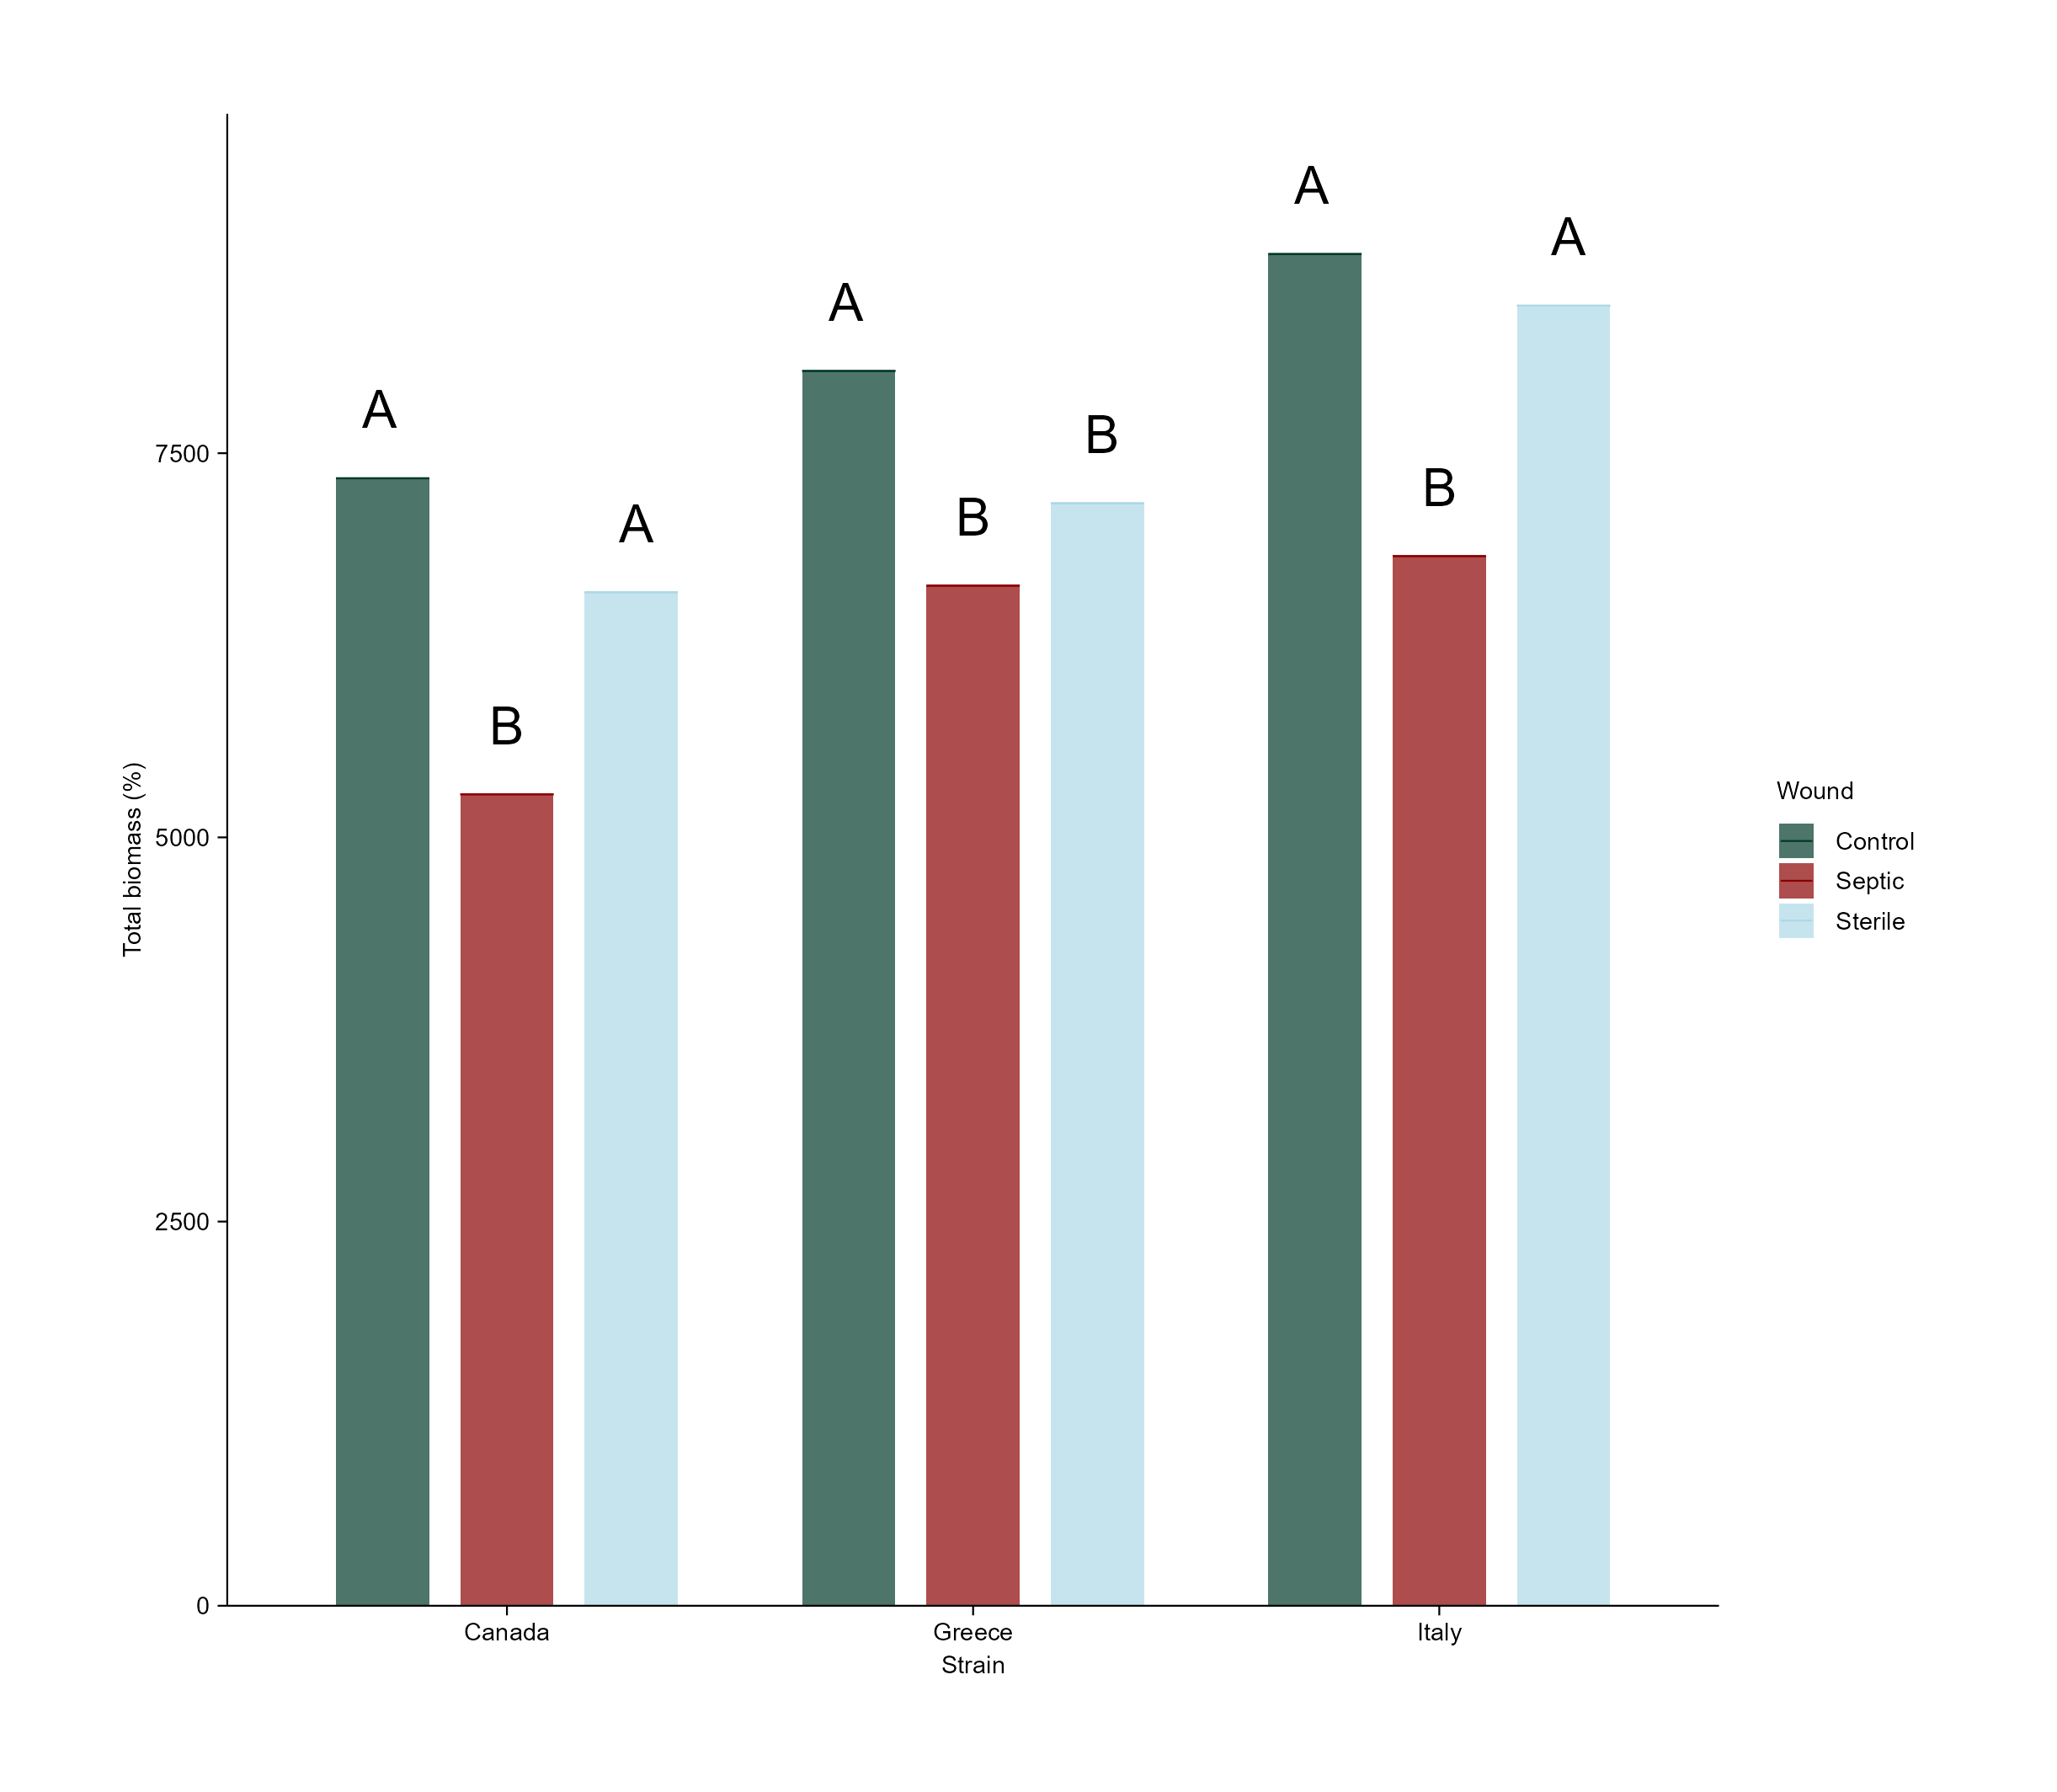 A
A
A
A
7500
B
B
B
A
B
Total biomass (%)
5000
Wound
Control
Septic
Sterile
2500
0
Canada
Greece
Italy
Strain